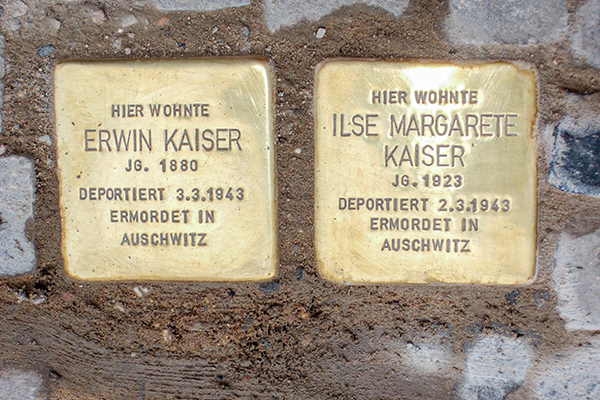 HIER WOHNTE
ERWIN KAISER
JG. 1880
DEPORTIERT 3.3.1943
ERMORDET IN
AUSCHWITZ
HIER WOHNTE
ILSE MARGARETE
KAISER
JG. 1923
DEPORTIERT 2.3.1943
ERMORDET IN
AUSCHWITZ